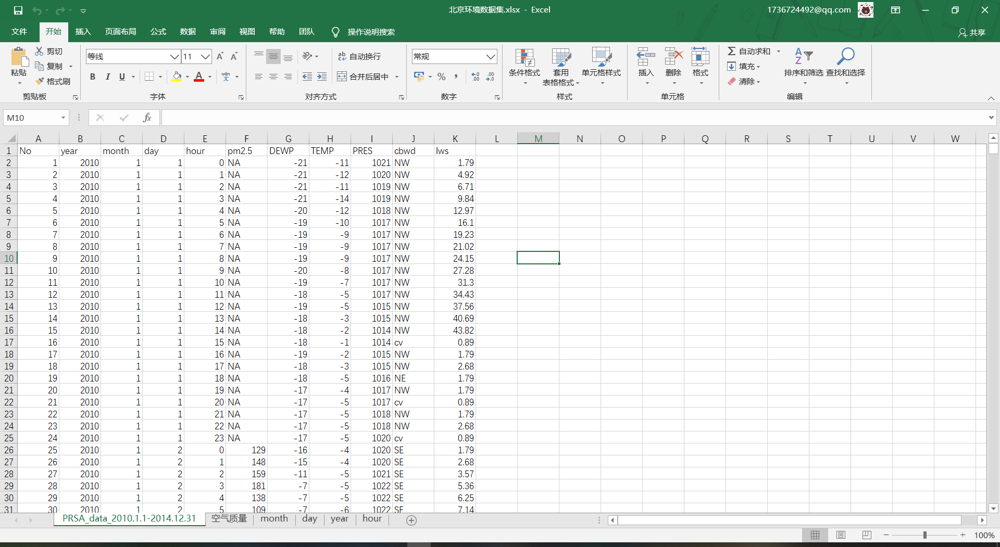 北京环境数据集.xlsx - Excel
1736724492@qq.com
文件 开始 插入 页面布局 公式 数据 审阅 视图 帮助 团队 操作说明搜索 共享
粘贴 剪切 复制 格式刷 剪贴板
等线 11 B I U A wén 文 字体
ab 自动换行 合并后居中 对齐方式
常规 % 数字
条件格式 套用表格格式 单元格样式 样式
插入 删除 格式 单元格
自动求和 填充 清除 排序和筛选 查找和选择 编辑
M10 fx
A B C D E F G H I J K L M N O P Q R S T U V W
1 No year month day hour pm2.5 DEWP TEMP PRES cbwd Iws
2 1 2010 1 1 0 NA -21 -11 1021 NW 1.79
3 2 2010 1 1 1 NA -21 -12 1020 NW 4.92
4 3 2010 1 1 2 NA -21 -11 1019 NW 6.71
5 4 2010 1 1 3 NA -21 -14 1019 NW 9.84
6 5 2010 1 1 4 NA -20 -12 1018 NW 12.97
7 6 2010 1 1 5 NA -19 -10 1017 NW 16.1
8 7 2010 1 1 6 NA -19 -9 1017 NW 19.23
9 8 2010 1 1 7 NA -19 -9 1017 NW 21.02
10 9 2010 1 1 8 NA -19 -9 1017 NW 24.15
11 10 2010 1 1 9 NA -20 -8 1017 NW 27.28
12 11 2010 1 1 10 NA -19 -7 1017 NW 31.3
13 12 2010 1 1 11 NA -18 -5 1017 NW 34.43
14 13 2010 1 1 12 NA -19 -5 1015 NW 37.56
15 14 2010 1 1 13 NA -18 -3 1015 NW 40.69
16 15 2010 1 1 14 NA -18 -2 1014 NW 43.82
17 16 2010 1 1 15 NA -18 -1 1014 cv 0.89
18 17 2010 1 1 16 NA -19 -2 1015 NW 1.79
19 18 2010 1 1 17 NA -18 -3 1015 NW 2.68
20 19 2010 1 1 18 NA -18 -5 1016 NE 1.79
21 20 2010 1 1 19 NA -17 -4 1017 NW 1.79
22 21 2010 1 1 20 NA -17 -5 1017 cv 0.89
23 22 2010 1 1 21 NA -17 -5 1018 NW 1.79
24 23 2010 1 1 22 NA -17 -5 1018 NW 2.68
25 24 2010 1 1 23 NA -17 -5 1020 cv 0.89
26 25 2010 1 2 0 129 -16 -4 1020 SE 1.79
27 26 2010 1 2 1 148 -15 -4 1020 SE 2.68
28 27 2010 1 2 2 159 -11 -5 1021 SE 3.57
29 28 2010 1 2 3 181 -7 -5 1022 SE 5.36
30 29 2010 1 2 4 138 -7 -5 1022 SE 6.25
31 30 2010 1 2 5 109 -7 -6 1022 SE 7.14
PRSA_data_2010.1.1-2014.12.31 空气质量 month day year hour
100%